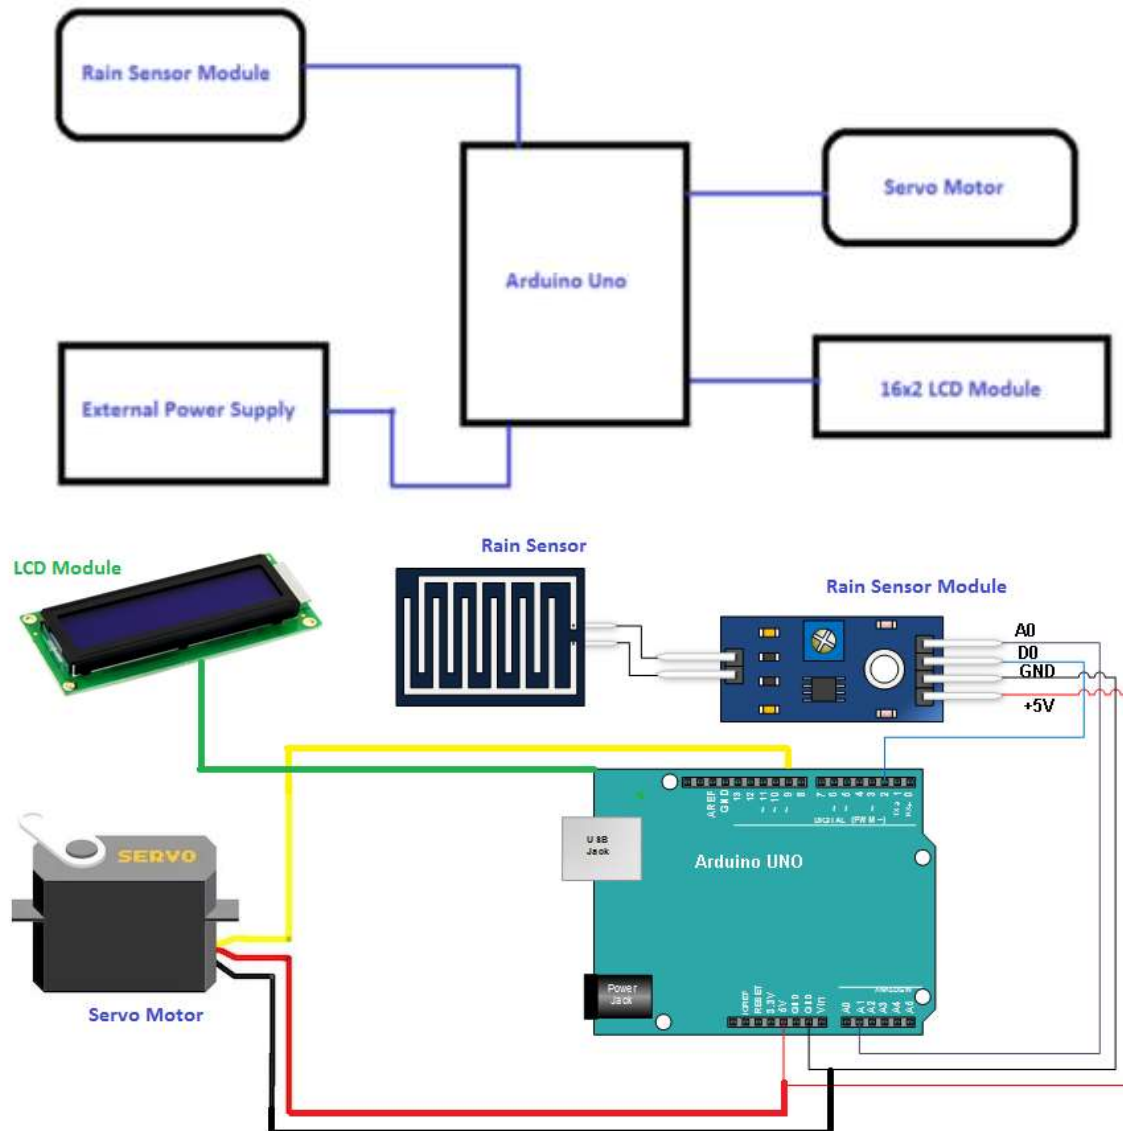 Rain Sensor Module
Servo Motor
Arduino Uno
External Power Supply
16x2 LCD Module
LCD Module
Rain Sensor
Rain Sensor Module
A0
D0
GND
+5V
AREF
GND
13
12
~11
~10
~9
8
7
~6
~5
4
~3
2
1
0
DIGITAL (PWM~)
USB
Jack
Arduino UNO
SERVO
Servo Motor
Power
Jack
IOREF
RESET
3.3V
5V
GND
GND
Vin
A0
A1
A2
A3
A4
A5